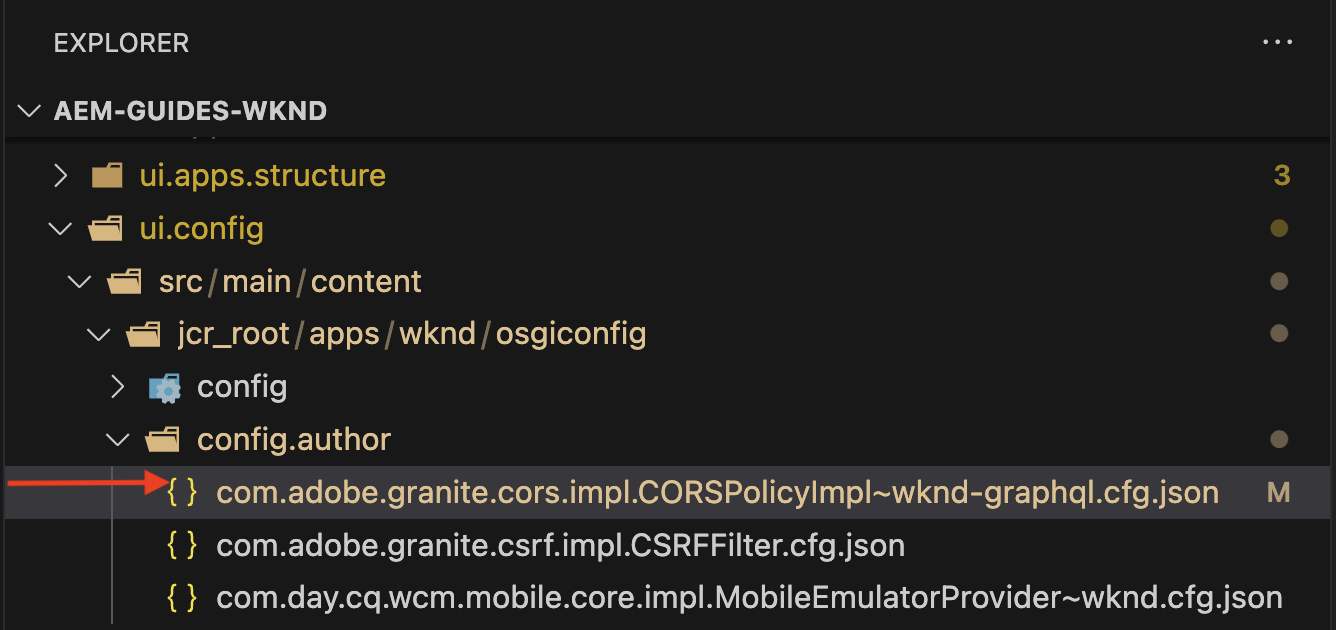 EXPLORER ...
AEM-GUIDES-WKND
ui.apps.structure 3
ui.config
src/main/content
jcr_root/apps/wknd/osgiconfig
config
config.author
{} com.adobe.granite.cors.impl.CORSPolicyImpl~wknd-graphql.cfg.json M
{} com.adobe.granite.csrf.impl.CSRFFilter.cfg.json
{} com.day.cq.wcm.mobile.core.impl.MobileEmulatorProvider~wknd.cfg.json